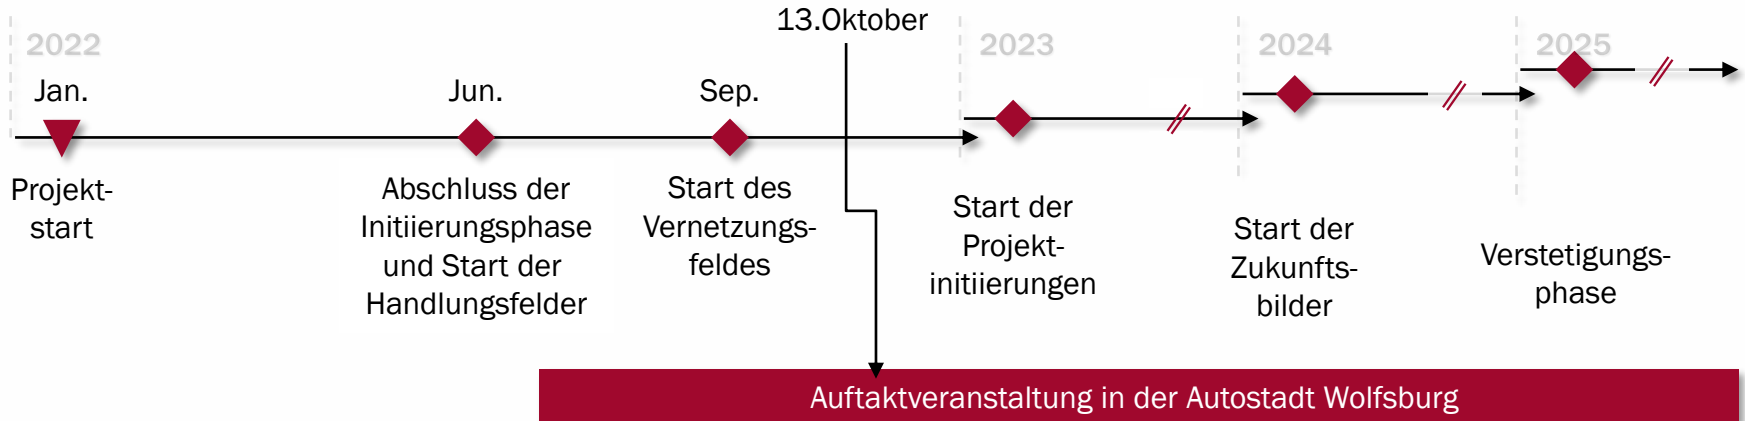 13.Oktober
2022
2023
2024
2025
Jan.
Jun.
Sep.
Projekt-
start
Abschluss der
Initiierungsphase
und Start der
Handlungsfelder
Start des
Vernetzungs-
feldes
Start der
Projekt-
initiierungen
Start der
Zukunfts-
bilder
Verstetigungs-
phase
Auftaktveranstaltung in der Autostadt Wolfsburg